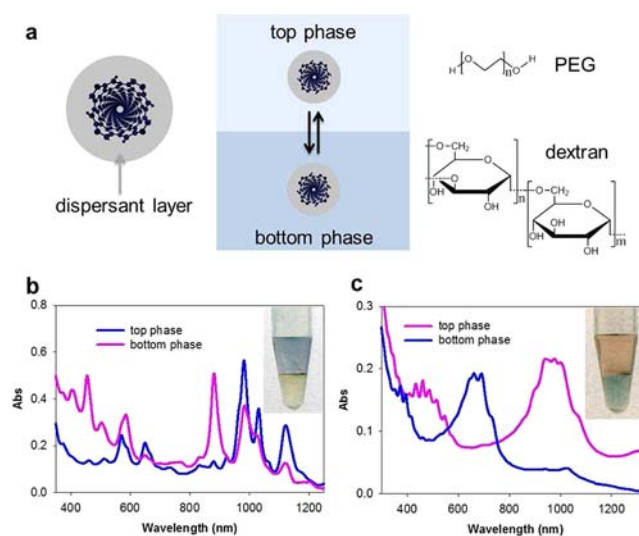 a
top phase
bottom phase
dispersant layer
H
O
n
O
H
PEG
dextran
O
CH2
O
O
OH
OH
n
O
CH2
O
OH
OH
OH
m
b
0.8
0.6
0.4
0.2
0.0
Abs
top phase
bottom phase
400
600
800
1000
1200
Wavelength (nm)
c
0.3
0.2
0.1
0.0
Abs
top phase
bottom phase
400
600
800
1000
1200
Wavelength (nm)